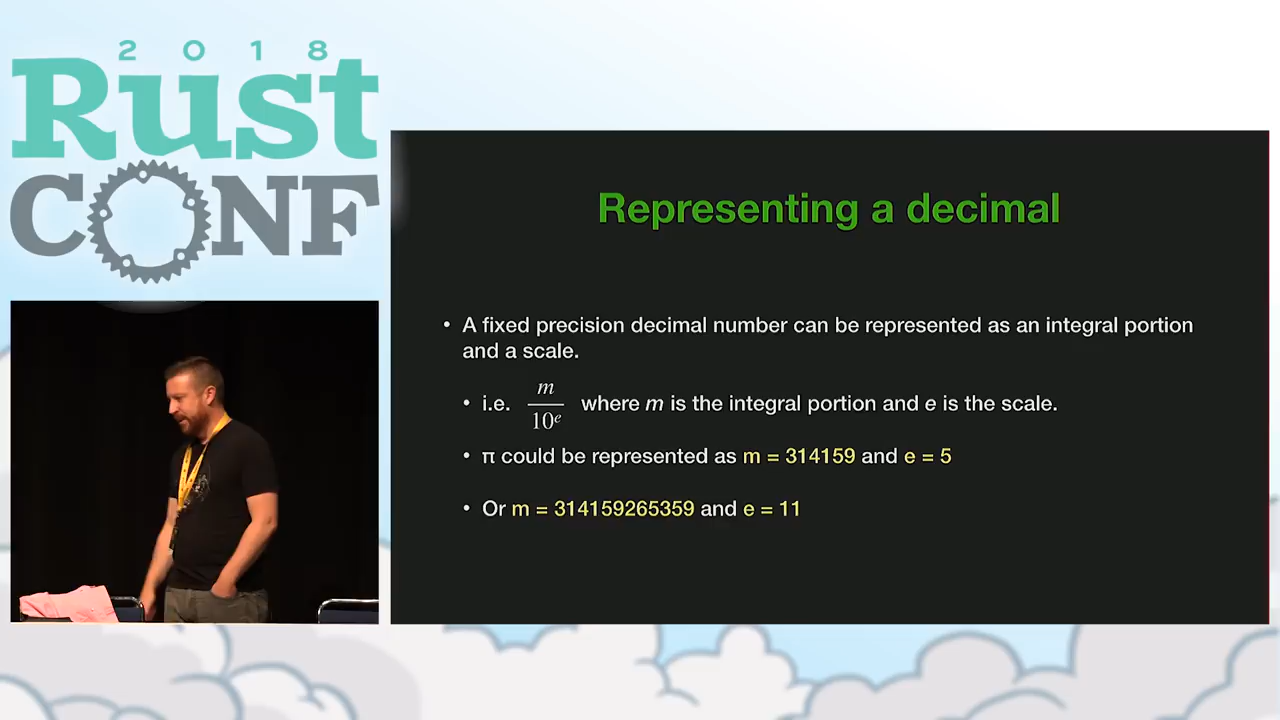 2018
Rust
CONF
Representing a decimal
• A fixed precision decimal number can be represented as an integral portion
and a scale.
• i.e. m/10^e where m is the integral portion and e is the scale.
• π could be represented as m = 314159 and e = 5
• Or m = 314159265359 and e = 11